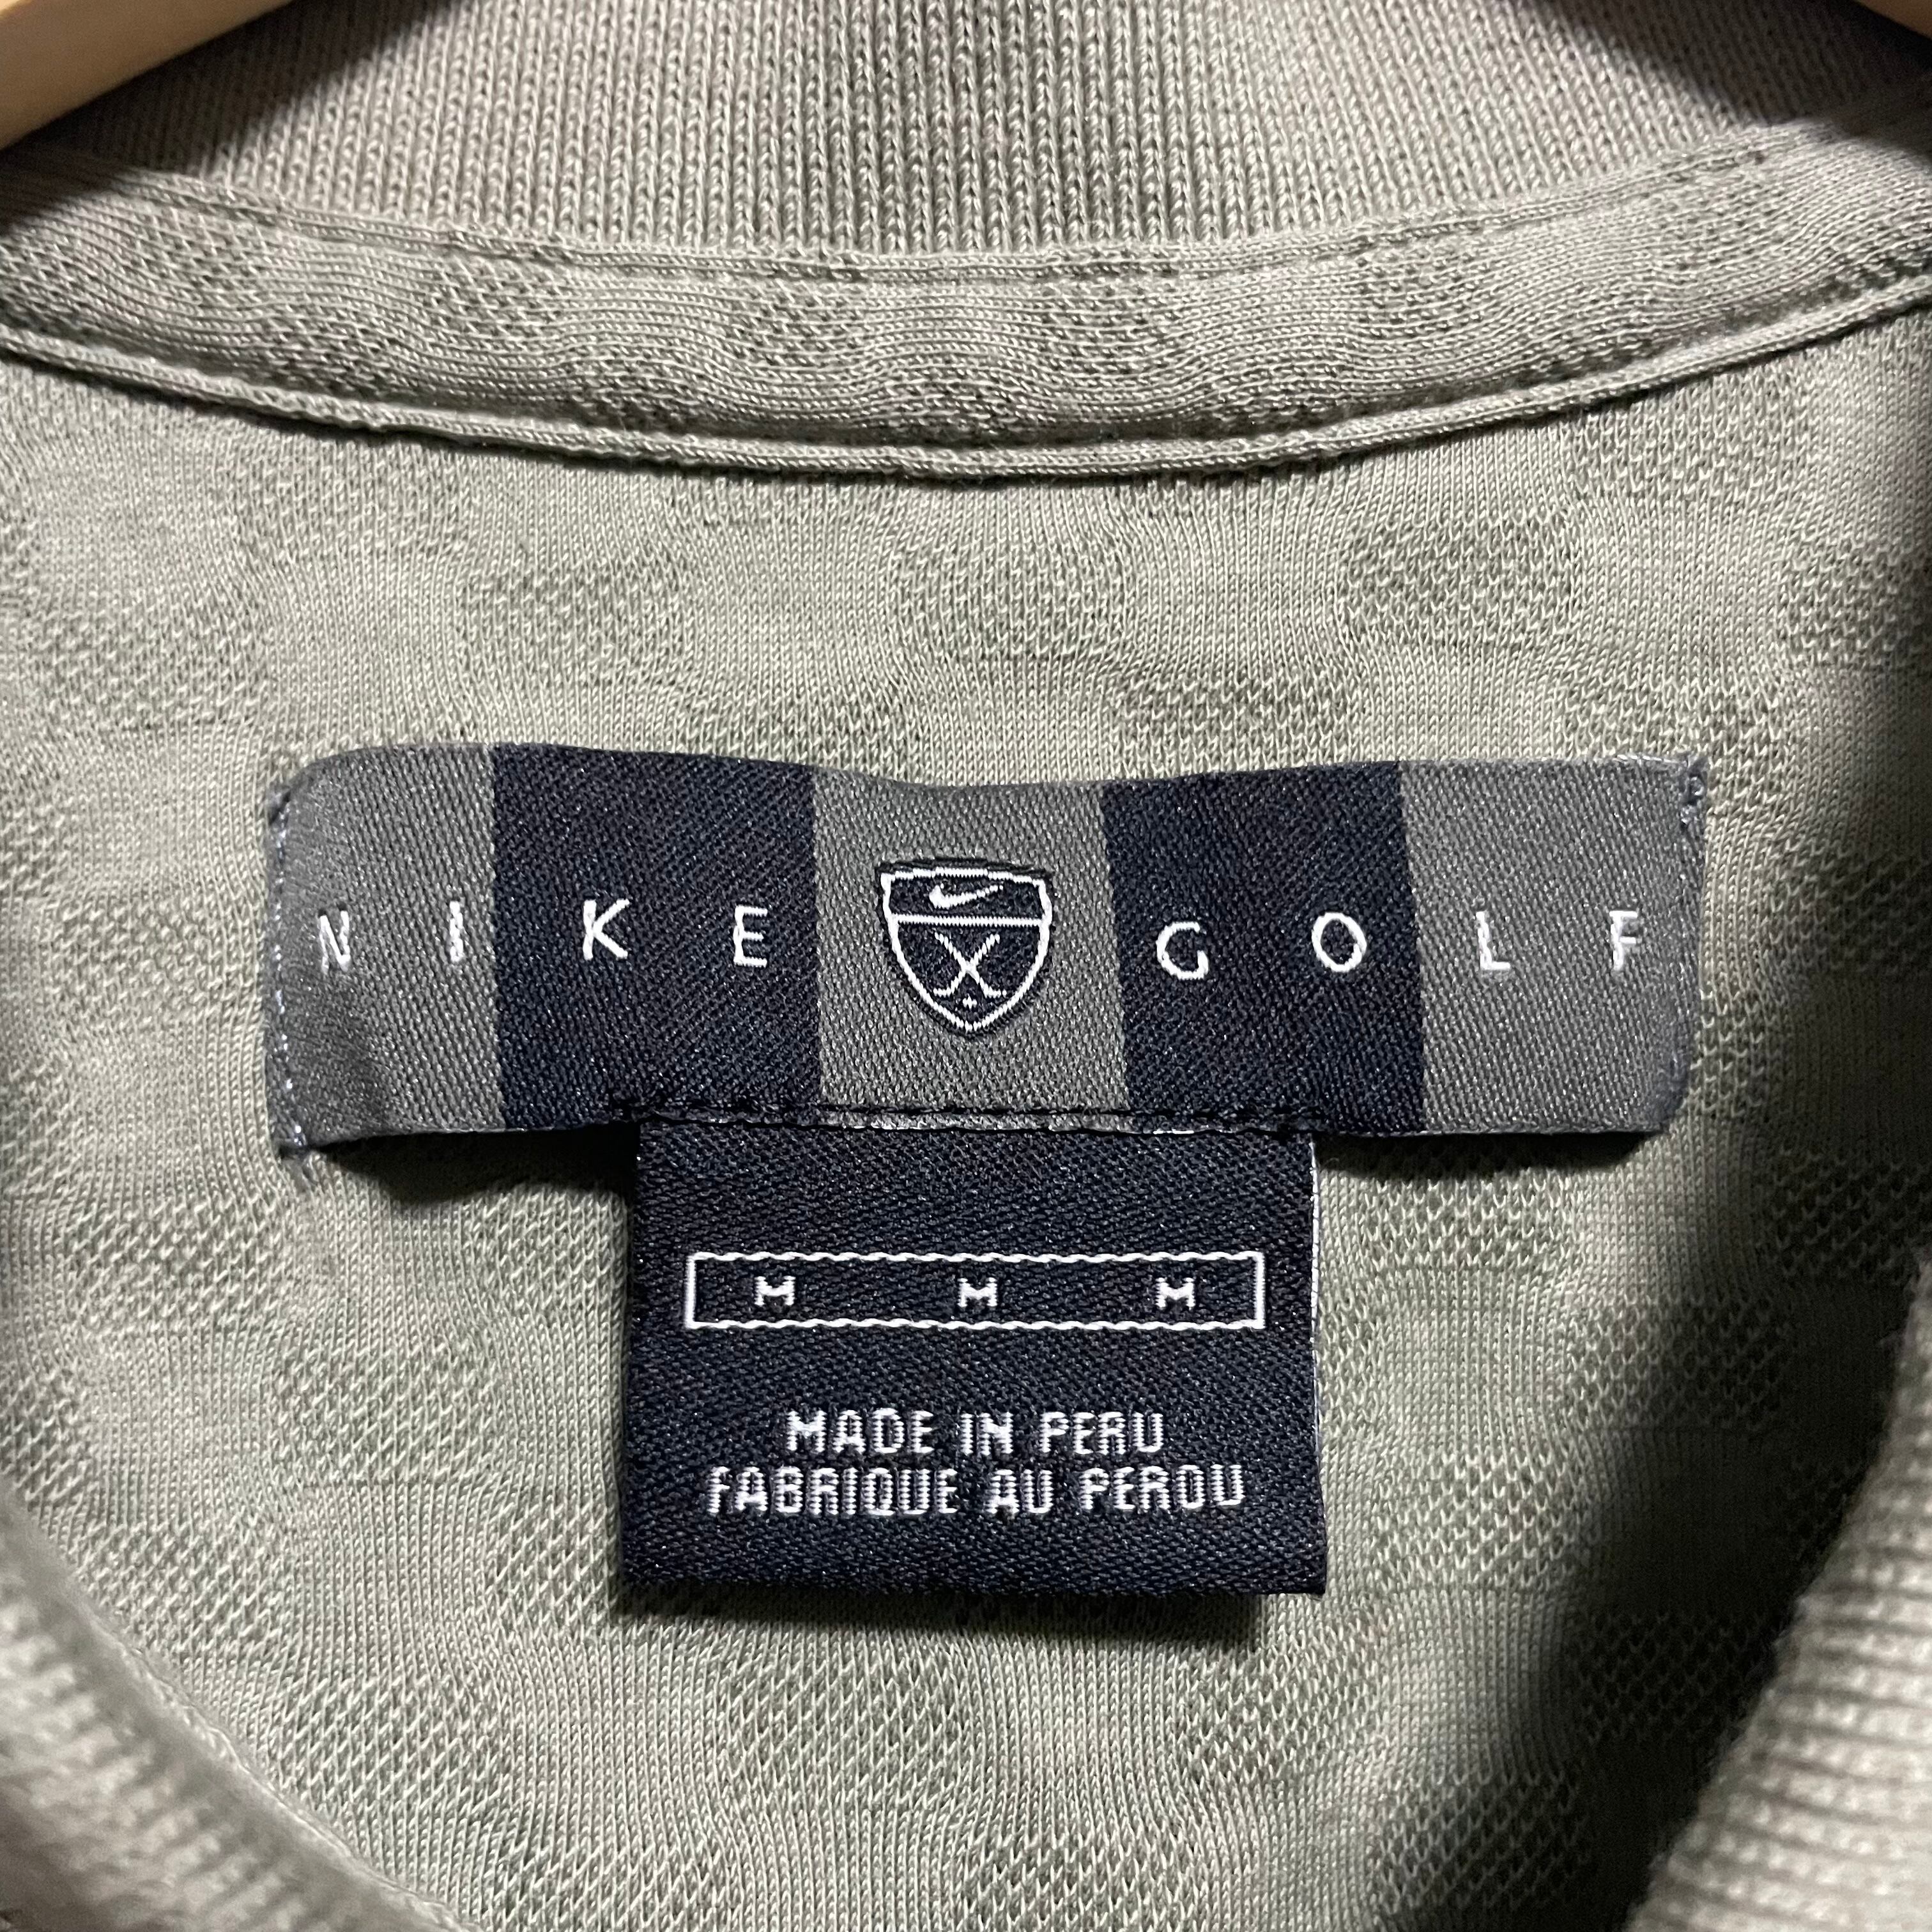 NIKE GOLF
M M M
MADE IN PERU
FABRIQUE AU PEROU